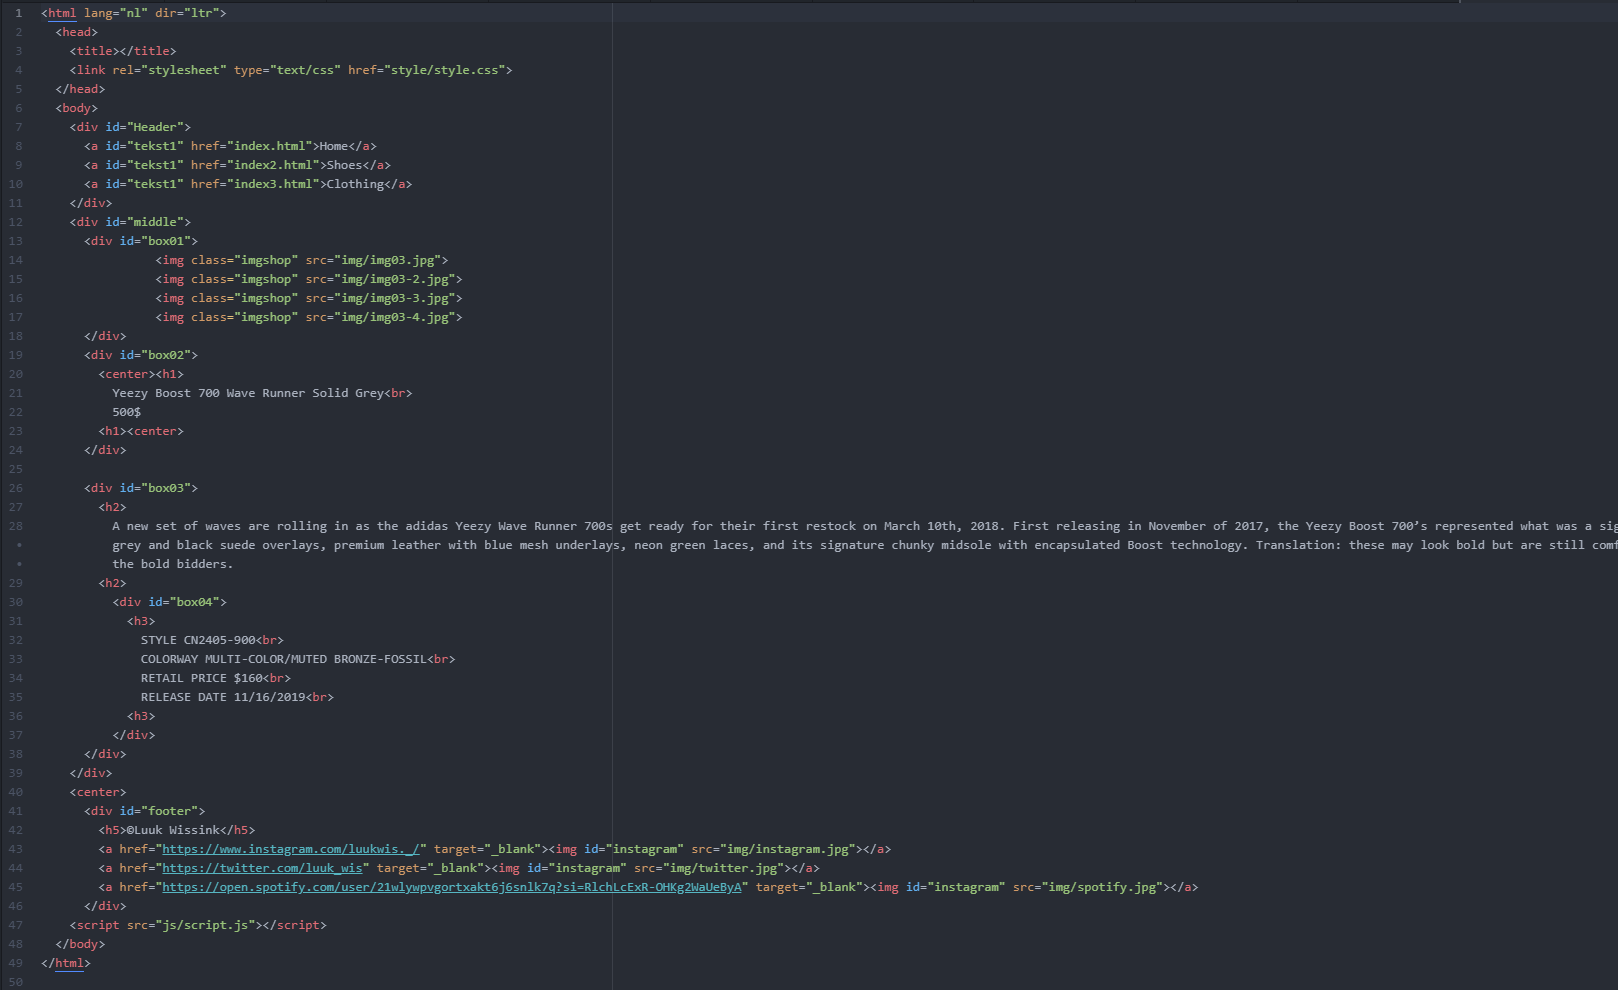 1 <html lang="nl" dir="ltr">
2 <head>
3 <title></title>
4 <link rel="stylesheet" type="text/css" href="style/style.css">
5 </head>
6 <body>
7 <div id="Header">
8 <a id="tekst1" href="index.html">Home</a>
9 <a id="tekst1" href="index2.html">Shoes</a>
10 <a id="tekst1" href="index3.html">Clothing</a>
11 </div>
12 <div id="middle">
13 <div id="box01">
14 <img class="imgshop" src="img/img03.jpg">
15 <img class="imgshop" src="img/img03-2.jpg">
16 <img class="imgshop" src="img/img03-3.jpg">
17 <img class="imgshop" src="img/img03-4.jpg">
18 </div>
19 <div id="box02">
20 <center><h1>
21 Yeezy Boost 700 Wave Runner Solid Grey<br>
22 500$
23 <h1><center>
24 </div>
25
26 <div id="box03">
27 <h2>
28 A new set of waves are rolling in as the adidas Yeezy Wave Runner 700s get ready for their first restock on March 10th, 2018. First releasing in November of 2017, the Yeezy Boost 700’s represented what was a sig
• grey and black suede overlays, premium leather with blue mesh underlays, neon green laces, and its signature chunky midsole with encapsulated Boost technology. Translation: these may look bold but are still comf
• the bold bidders.
29 <h2>
30 <div id="box04">
31 <h3>
32 STYLE CN2405-900<br>
33 COLORWAY MULTI-COLOR/MUTED BRONZE-FOSSIL<br>
34 RETAIL PRICE $160<br>
35 RELEASE DATE 11/16/2019<br>
36 <h3>
37 </div>
38 </div>
39 </div>
40 <center>
41 <div id="footer">
42 <h5>©Luuk Wissink</h5>
43 <a href="https://www.instagram.com/luukwis._/" target="_blank"><img id="instagram" src="img/instagram.jpg"></a>
44 <a href="https://twitter.com/luuk_wis" target="_blank"><img id="instagram" src="img/twitter.jpg"></a>
45 <a href="https://open.spotify.com/user/21wlywpvgortxakt6j6snlk7q?si=RlchLcExR-OHKg2WaUeByA" target="_blank"><img id="instagram" src="img/spotify.jpg"></a>
46 </div>
47 <script src="js/script.js"></script>
48 </body>
49 </html>
50